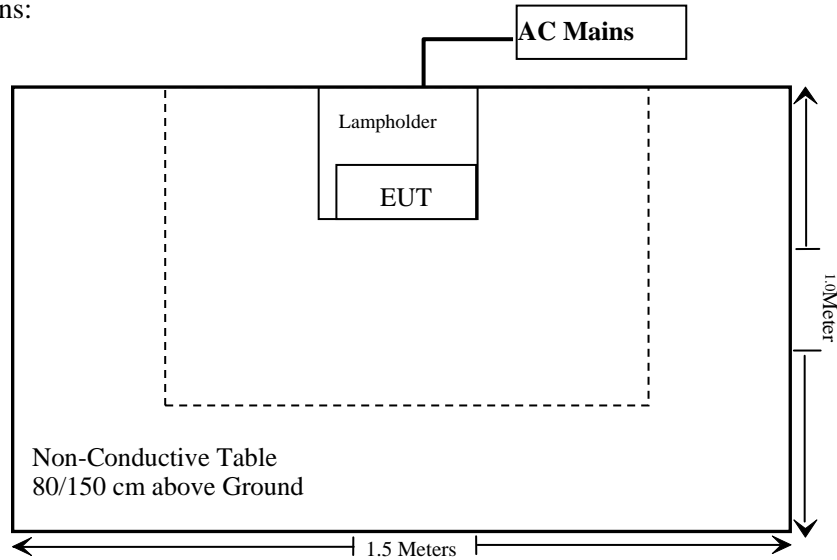 ns:
AC Mains
Lampholder
EUT
1.0Meter
Non-Conductive Table
80/150 cm above Ground
1.5 Meters